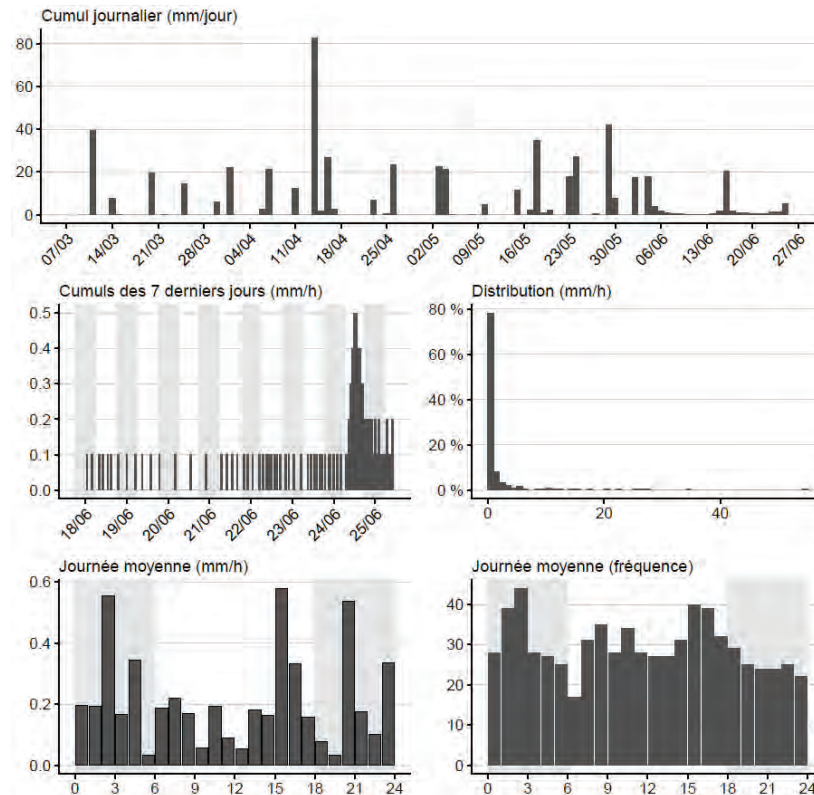 Cumul journalier (mm/jour)
80
60
40
20
0
07/03 14/03 21/03 28/03 04/04 11/04 18/04 25/04 02/05 09/05 16/05 23/05 30/05 06/06 13/06 20/06 27/06
Cumuls des 7 derniers jours (mm/h)
0.5
0.4
0.3
0.2
0.1
0.0
18/06 19/06 20/06 21/06 22/06 23/06 24/06 25/06
Distribution (mm/h)
80 %
60 %
40 %
20 %
0 %
0 20 40
Journée moyenne (mm/h)
0.6
0.4
0.2
0.0
0 3 6 9 12 15 18 21 24
Journée moyenne (fréquence)
40
30
20
10
0
0 3 6 9 12 15 18 21 24